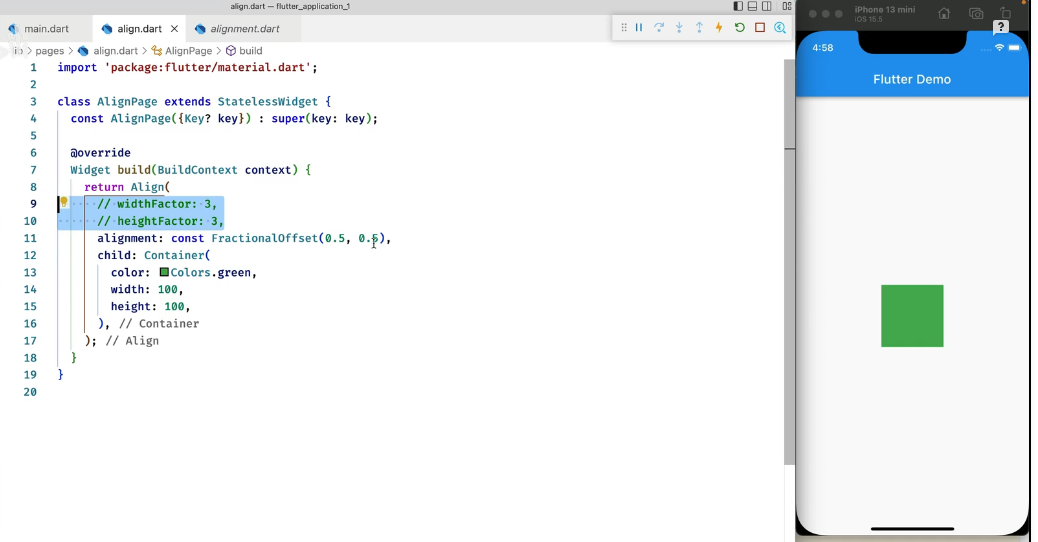 align.dart — flutter_application_1
main.dart
align.dart
alignment.dart
lib > pages > align.dart > AlignPage > build
1 import 'package:flutter/material.dart';
2
3 class AlignPage extends StatelessWidget {
4 const AlignPage({Key? key}) : super(key: key);
5
6 @override
7 Widget build(BuildContext context) {
8 return Align(
9 // widthFactor: 3,
10 // heightFactor: 3,
11 alignment: const FractionalOffset(0.5, 0.5),
12 child: Container(
13 color: Colors.green,
14 width: 100,
15 height: 100,
16 ), // Container
17 ); // Align
18 }
19 }
20
iPhone 13 mini
iOS 15.5
?
4:58
Flutter Demo